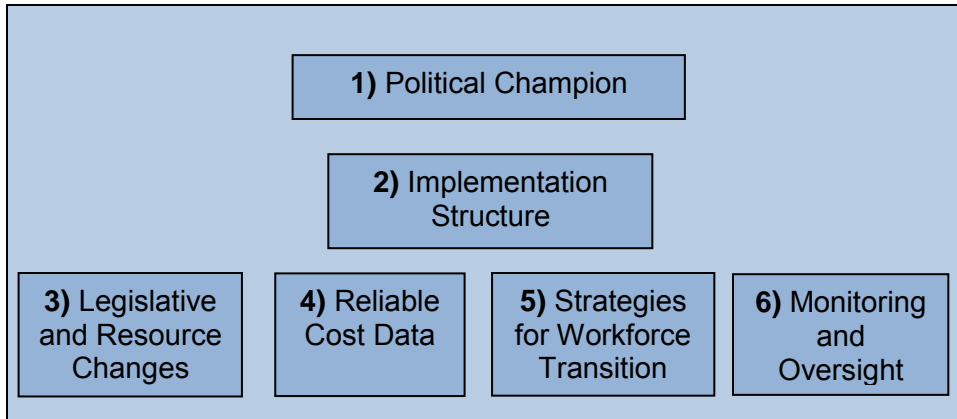 1) Political Champion
2) Implementation
Structure
3) Legislative
and Resource
Changes
4) Reliable
Cost Data
5) Strategies
for Workforce
Transition
6) Monitoring
and
Oversight